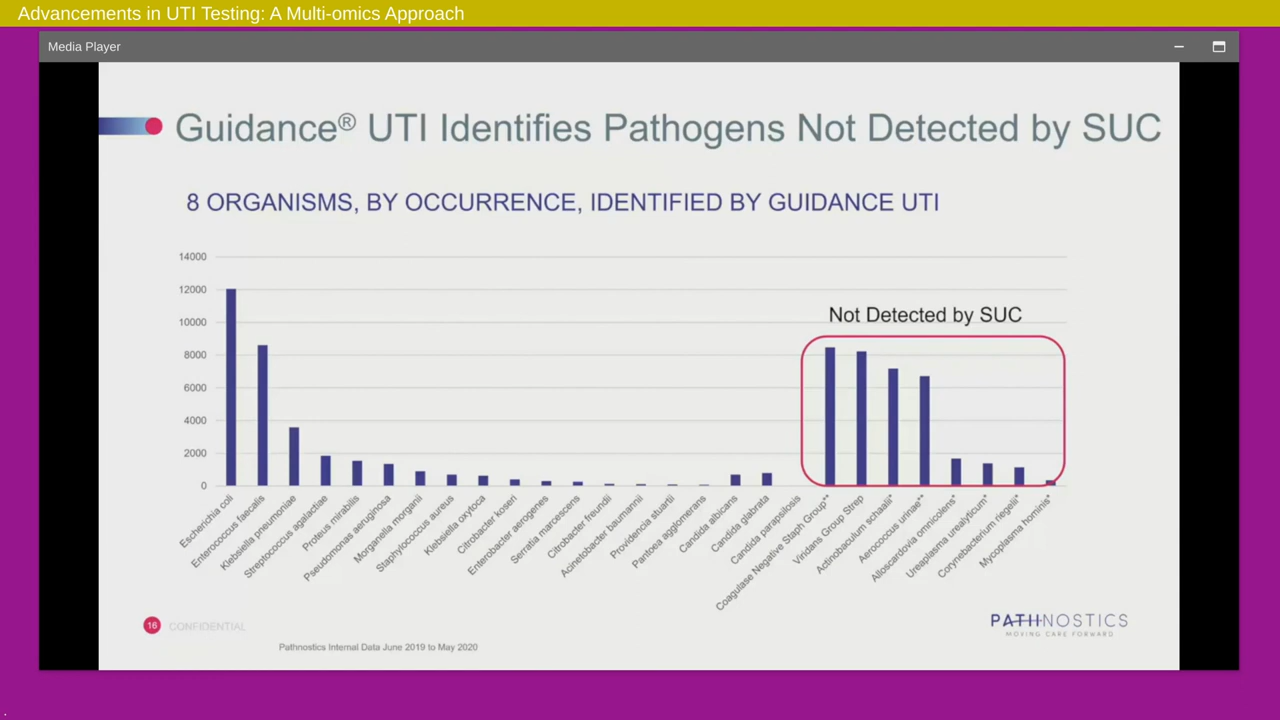 Advancements in UTI Testing: A Multi-omics Approach
Media Player
Guidance® UTI Identifies Pathogens Not Detected by SUC
8 ORGANISMS, BY OCCURRENCE, IDENTIFIED BY GUIDANCE UTI
14000
12000
10000
8000
6000
4000
2000
0
Not Detected by SUC
Escherichia coli
Enterococcus faecalis
Klebsiella pneumoniae
Streptococcus agalactiae
Proteus mirabilis
Pseudomonas aeruginosa
Morganella morganii
Staphylococcus aureus
Klebsiella oxytoca
Citrobacter koseri
Enterobacter aerogenes
Serratia marcescens
Citrobacter freundii
Acinetobacter baumannii
Providencia stuartii
Pantoea agglomerans
Candida albicans
Candida glabrata
Candida parapsilosis
Coagulase Negative Staph Group**
Viridans Group Strep
Actinobaculum schaalii*
Aerococcus urinae**
Alloscardovia omnicolens*
Ureaplasma urealyticum*
Corynebacterium riegelii*
Mycoplasma hominis*
16 CONFIDENTIAL
Pathnostics Internal Data June 2019 to May 2020
PATHNOSTICS
MOVING CARE FORWARD